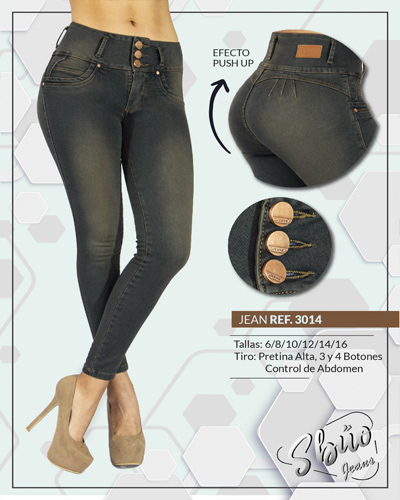 EFECTO
PUSH UP
JEAN REF. 3014
Tallas: 6/8/10/12/14/16
Tiro: Pretina Alta, 3 y 4 Botones
Control de Abdomen
Sbüo
Jeans